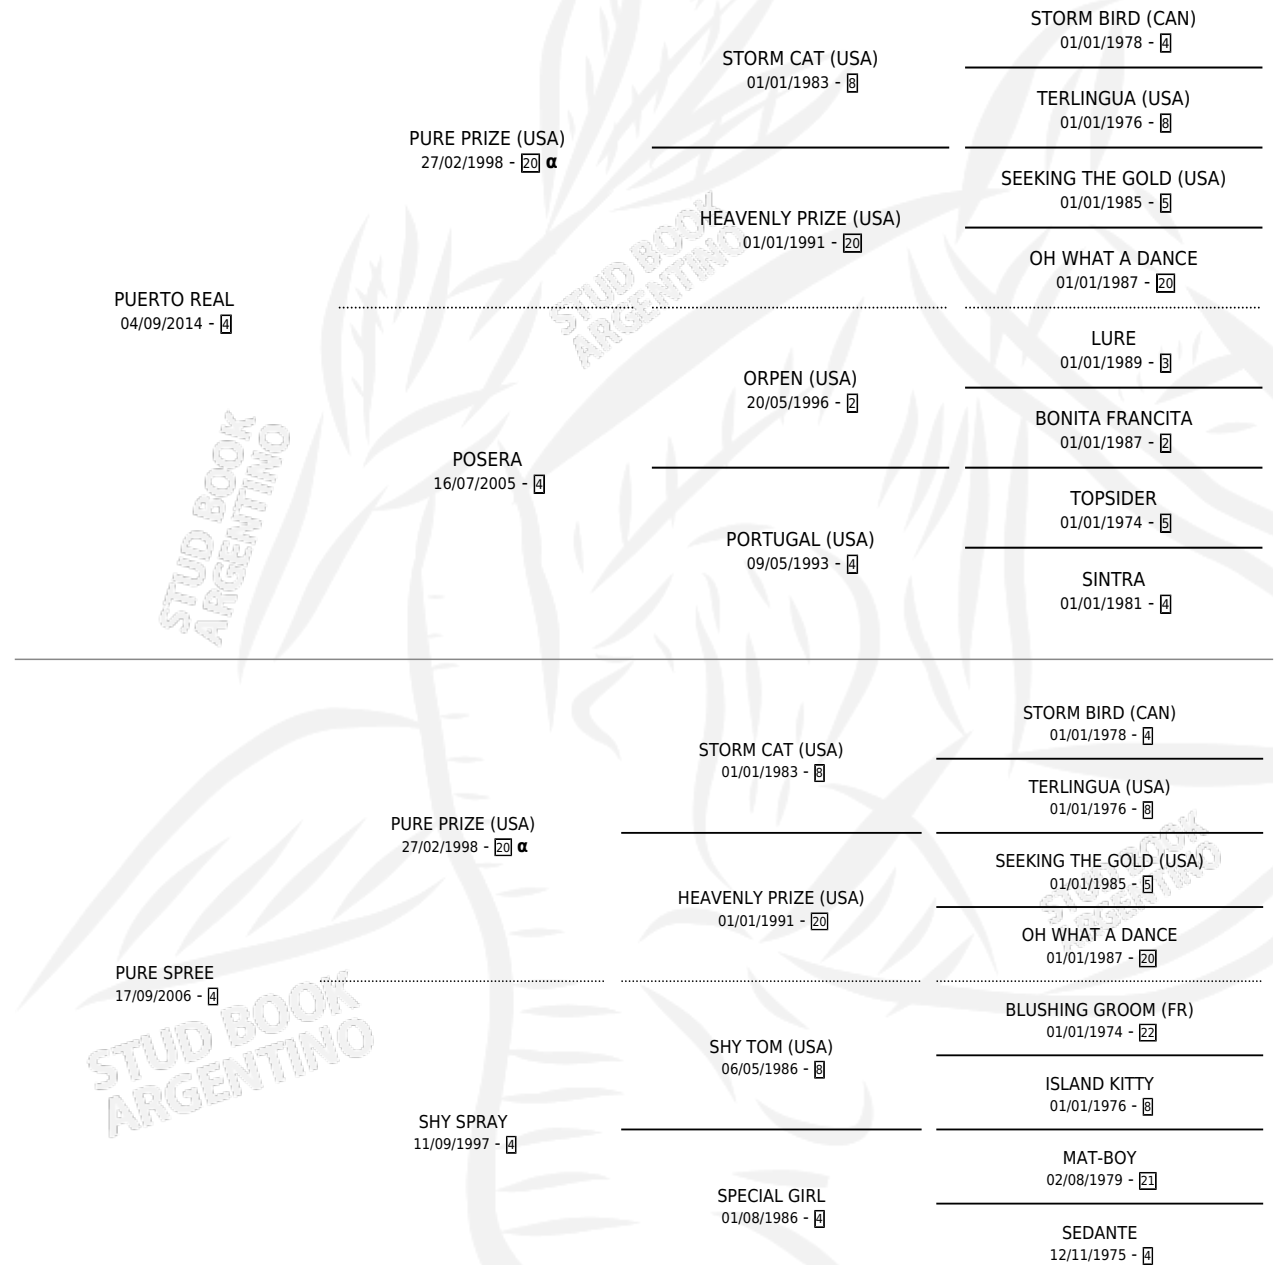 STORM BIRD (CAN)
01/01/1978 - 4
STORM CAT (USA)
01/01/1983 - 8
TERLINGUA (USA)
01/01/1976 - 8
PURE PRIZE (USA)
27/02/1998 - 20 α
SEEKING THE GOLD (USA)
01/01/1985 - 5
HEAVENLY PRIZE (USA)
01/01/1991 - 20
OH WHAT A DANCE
01/01/1987 - 20
STUD BOOK
ARGENTINO
PUERTO REAL
04/09/2014 - 4
LURE
01/01/1989 - 3
ORPEN (USA)
20/05/1996 - 2
BONITA FRANCITA
01/01/1987 - 2
POSERA
16/07/2005 - 4
TOPSIDER
01/01/1974 - 5
PORTUGAL (USA)
09/05/1993 - 4
SINTRA
01/01/1981 - 4
STUD BOOK
ARGENTINO
STORM BIRD (CAN)
01/01/1978 - 4
STORM CAT (USA)
01/01/1983 - 8
TERLINGUA (USA)
01/01/1976 - 8
PURE PRIZE (USA)
27/02/1998 - 20 α
SEEKING THE GOLD (USA)
01/01/1985 - 5
STUD BOOK
ARGENTINO
HEAVENLY PRIZE (USA)
01/01/1991 - 20
OH WHAT A DANCE
01/01/1987 - 20
PURE SPREE
17/09/2006 - 4
STUD BOOK
ARGENTINO
BLUSHING GROOM (FR)
01/01/1974 - 22
SHY TOM (USA)
06/05/1986 - 8
ISLAND KITTY
01/01/1976 - 8
SHY SPRAY
11/09/1997 - 4
MAT-BOY
02/08/1979 - 21
SPECIAL GIRL
01/08/1986 - 4
SEDANTE
12/11/1975 - 4